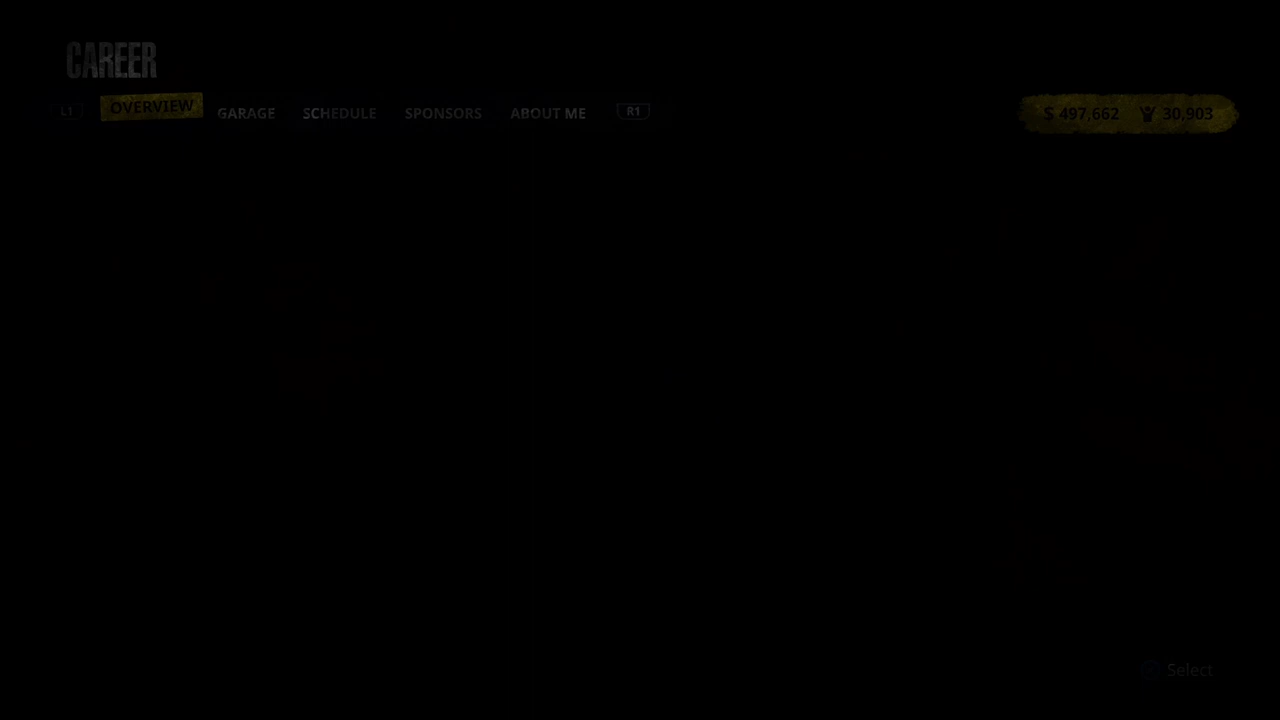 CAREER
L1 OVERVIEW GARAGE SCHEDULE SPONSORS ABOUT ME R1
$ 497,662 30,903
Select